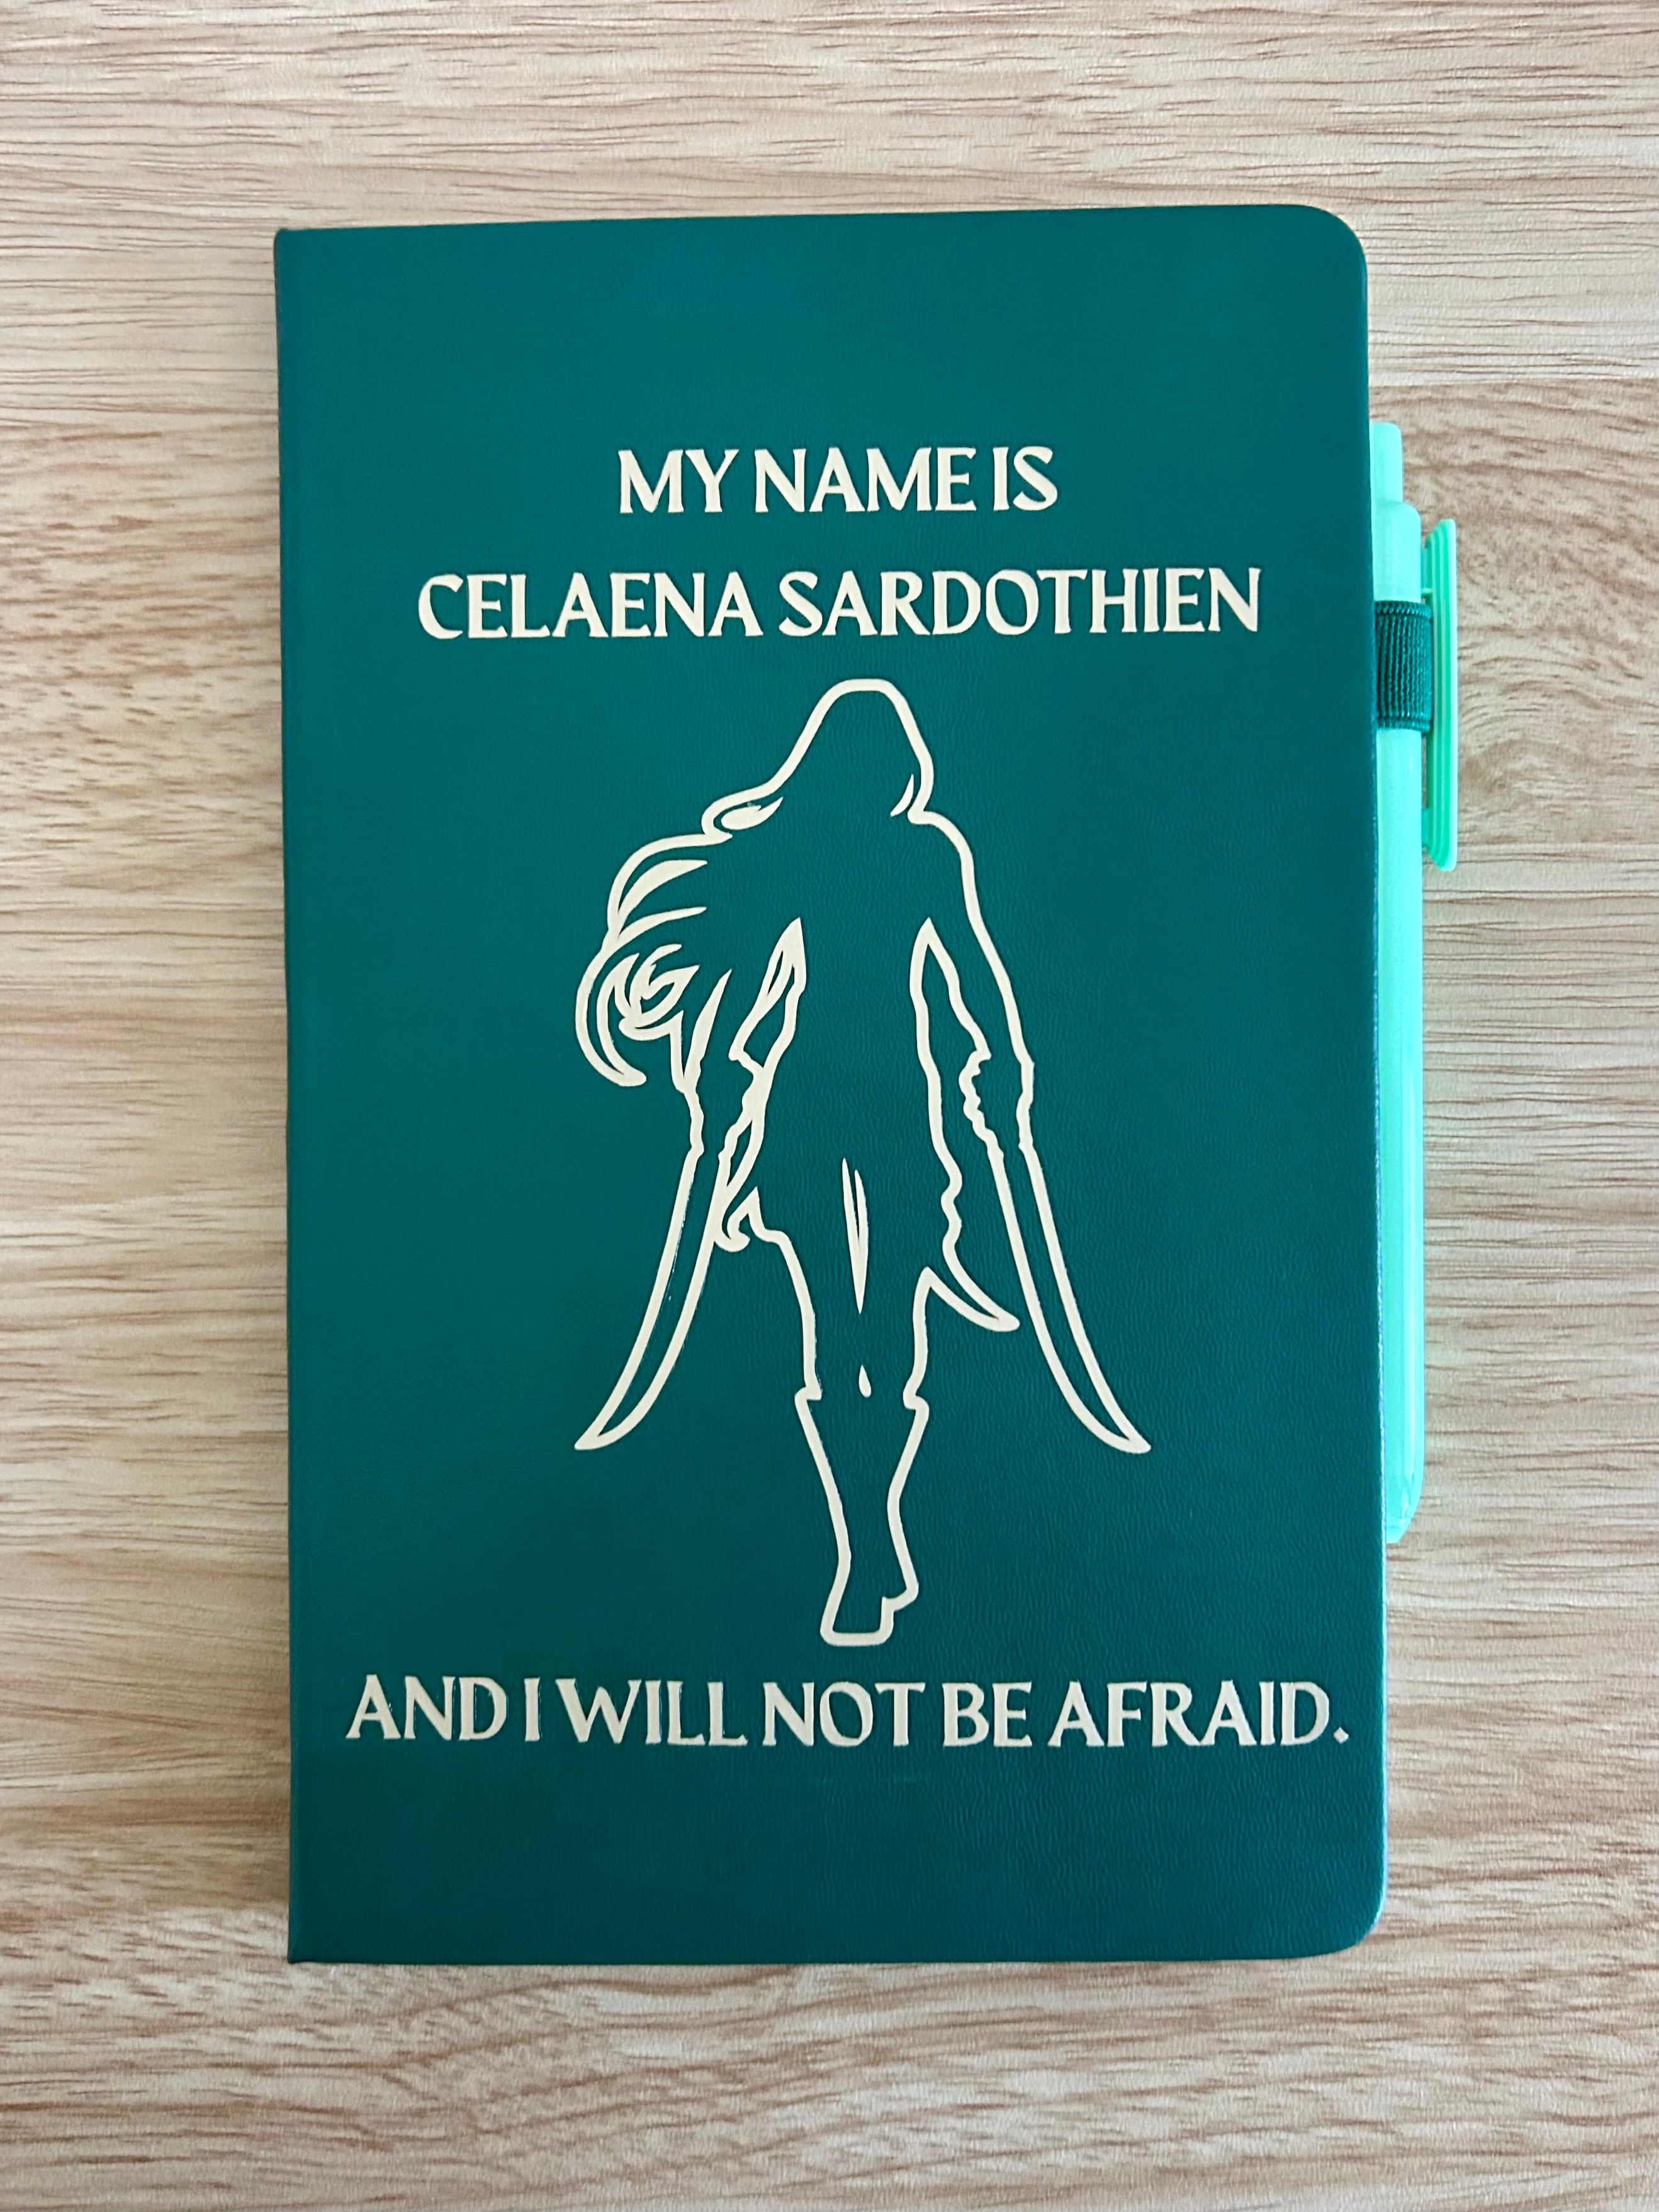 MY NAME IS
CELAENA SARDOTHIEN
AND I WILL NOT BE AFRAID.